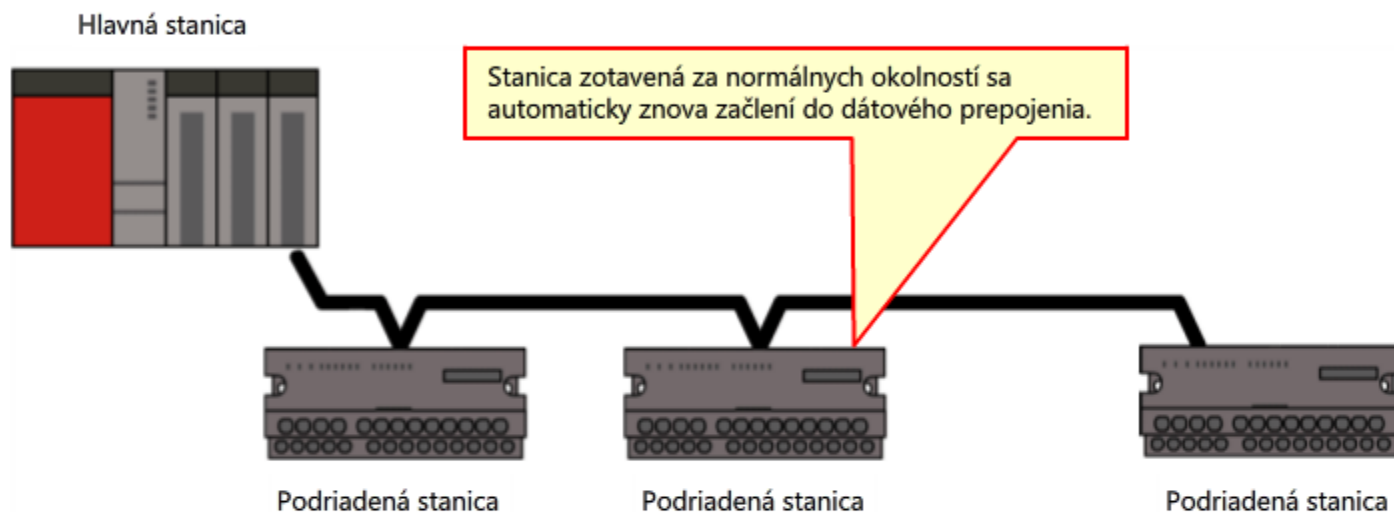 Hlavná stanica
Stanica zotavená za normálnych okolností sa
automaticky znova začlení do dátového prepojenia.
Podriadená stanica
Podriadená stanica
Podriadená stanica